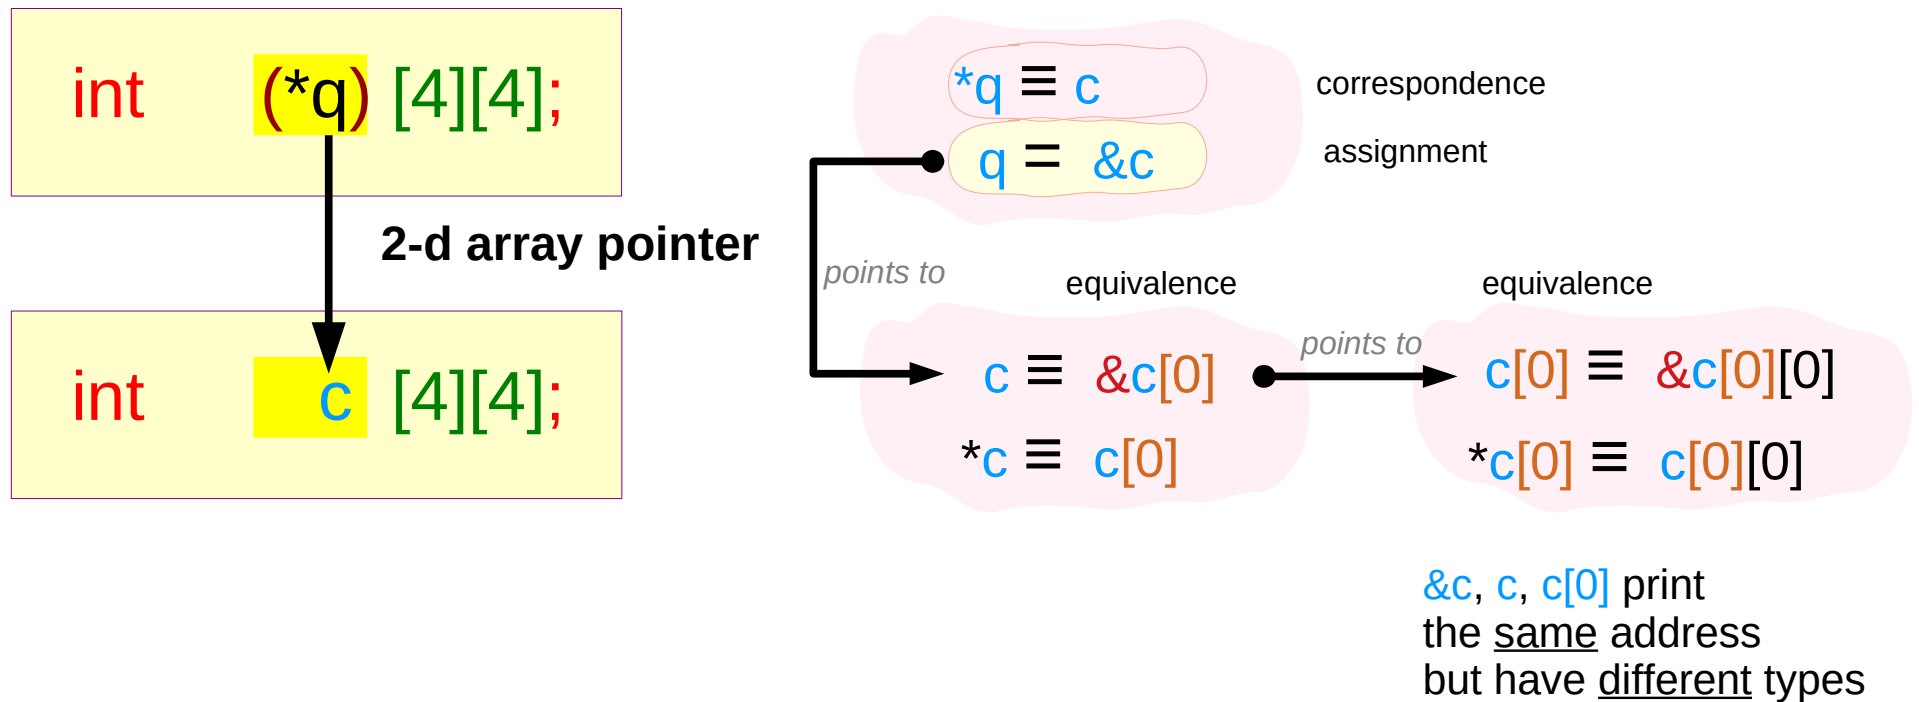 int (*q) [4][4];
2-d array pointer
int c [4][4];
*q ≡ c
correspondence
q = &c
assignment
points to
equivalence
c ≡ &c[0]
*c ≡ c[0]
points to
equivalence
c[0] ≡ &c[0][0]
*c[0] ≡ c[0][0]
&c, c, c[0] print
the same address
but have different types